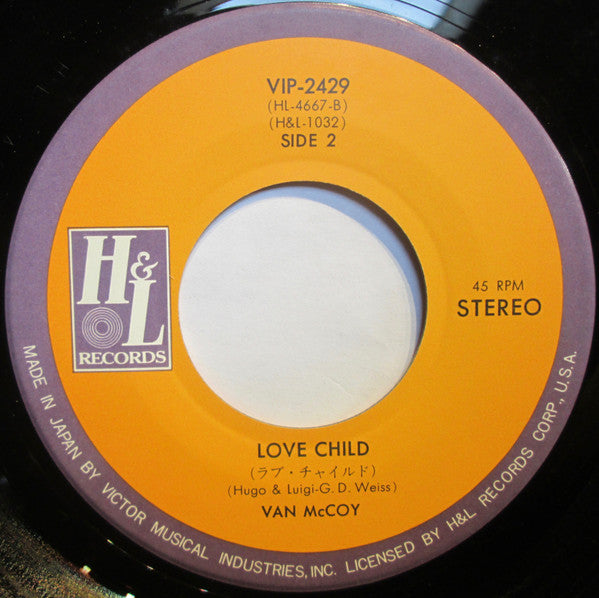 VIP-2429
(HL-4667-B)
(H&L-1032)
SIDE 2
H&L
RECORDS
45 RPM
STEREO
LOVE CHILD
(ラブ・チャイルド)
(Hugo & Luigi-G. D. Weiss)
VAN McCOY
MADE IN JAPAN BY VICTOR MUSICAL INDUSTRIES, INC. LICENSED BY H&L RECORDS CORP., U.S.A.